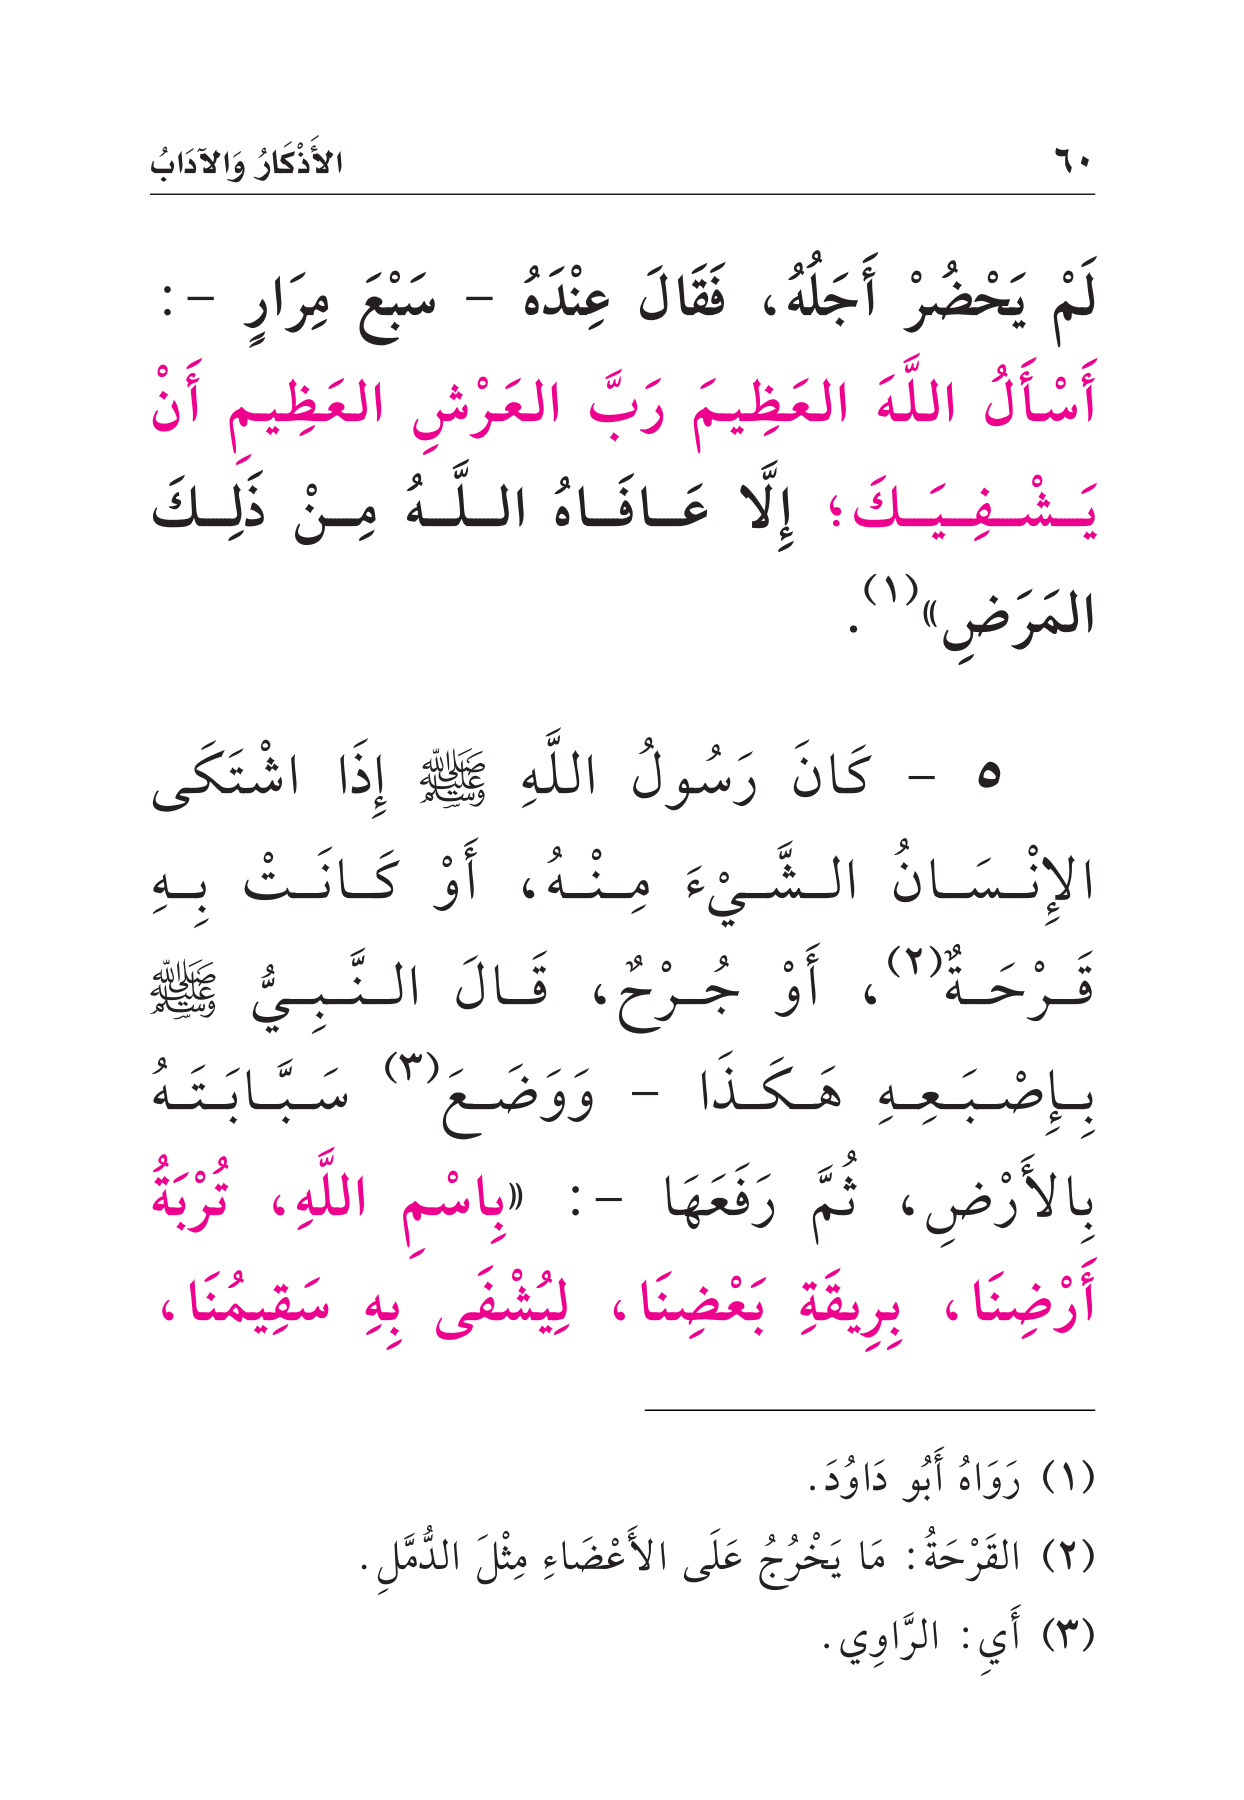 ٦٠ الأَذْكَارُ وَالآدَابُ
لَمْ يَحْضُرْ أَجَلُهُ، فَقَالَ عِنْدَهُ - سَبْعَ مِرَارٍ -:
أَسْأَلُ اللَّهَ العَظِيمَ رَبَّ العَرْشِ العَظِيمِ أَنْ
يَشْفِيَكَ؛ إِلَّا عَافَاهُ اللَّهُ مِنْ ذَلِكَ
المَرَضِ»(١).
٥ - كَانَ رَسُولُ اللَّهِ ﷺ إِذَا اشْتَكَى
الإِنْسَانُ الشَّيْءَ مِنْهُ، أَوْ كَانَتْ بِهِ
قَرْحَةٌ(٢)، أَوْ جُرْحٌ، قَالَ النَّبِيُّ ﷺ
بِإِصْبَعِهِ هَكَذَا - وَوَضَعَ(٣) سَبَّابَتَهُ
بِالأَرْضِ، ثُمَّ رَفَعَهَا -: «بِاسْمِ اللَّهِ، تُرْبَةُ
أَرْضِنَا، بِرِيقَةِ بَعْضِنَا، لِيُشْفَى بِهِ سَقِيمُنَا،
(١) رَوَاهُ أَبُو دَاوُدَ.
(٢) القَرْحَةُ: مَا يَخْرُجُ عَلَى الأَعْضَاءِ مِثْلَ الدُّمَّلِ.
(٣) أَيِ: الرَّاوِي.